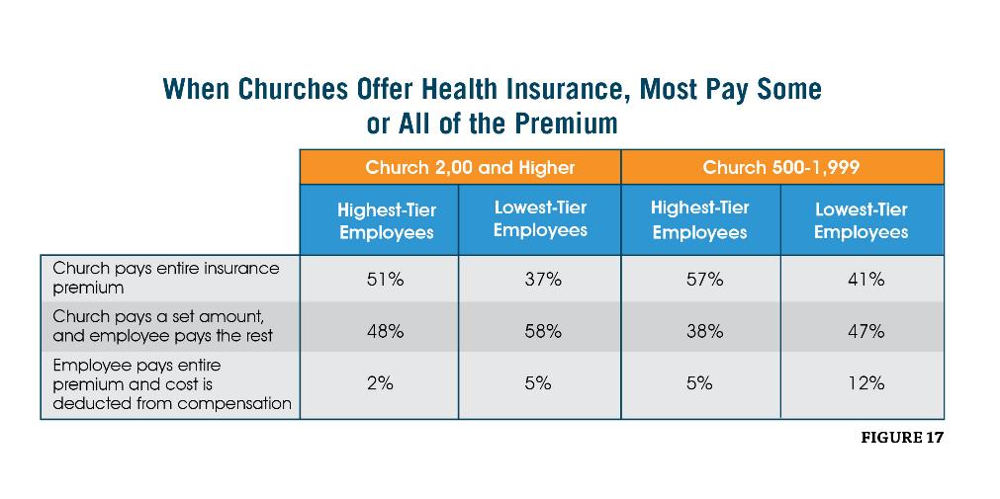 When Churches Offer Health Insurance, Most Pay Some
or All of the Premium
Church 2,00 and Higher
Church 500-1,999
Highest-Tier
Employees
Lowest-Tier
Employees
Highest-Tier
Employees
Lowest-Tier
Employees
Church pays entire insurance
premium
51%
37%
57%
41%
Church pays a set amount,
and employee pays the rest
48%
58%
38%
47%
Employee pays entire
premium and cost is
deducted from compensation
2%
5%
5%
12%
FIGURE 17